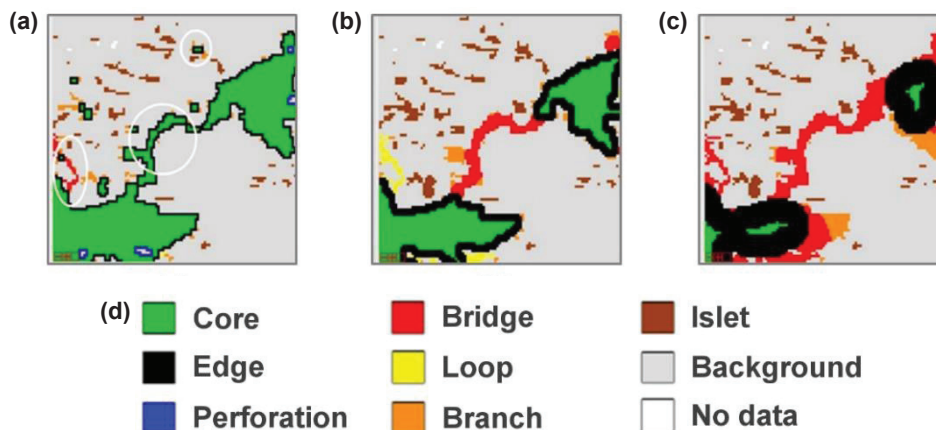 (a) (b) (c)
(d) Core Bridge Islet
Edge Loop Background
Perforation Branch No data